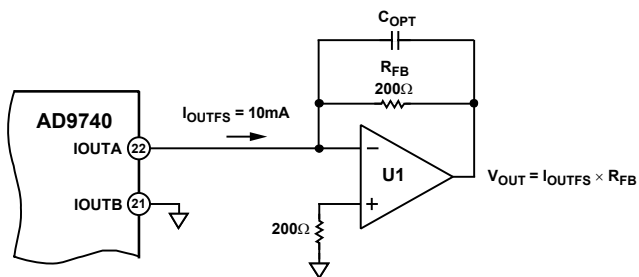 C_OPT
R_FB
200Ω
AD9740
I_OUTFS = 10mA
IOUTA 22
− U1
V_OUT = I_OUTFS × R_FB
IOUTB 21
+
200Ω